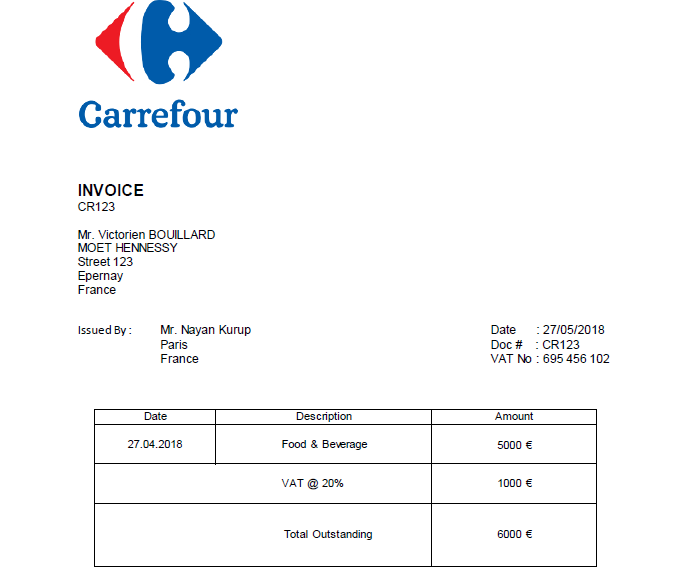 Carrefour
INVOICE
CR123
Mr. Victorien BOUILLARD
MOET HENNESSY
Street 123
Epernay
France
Issued By : Mr. Nayan Kurup Date : 27/05/2018
Paris Doc # : CR123
France VAT No : 695 456 102
Date Description Amount
27.04.2018 Food & Beverage 5000 €
VAT @ 20% 1000 €
Total Outstanding 6000 €